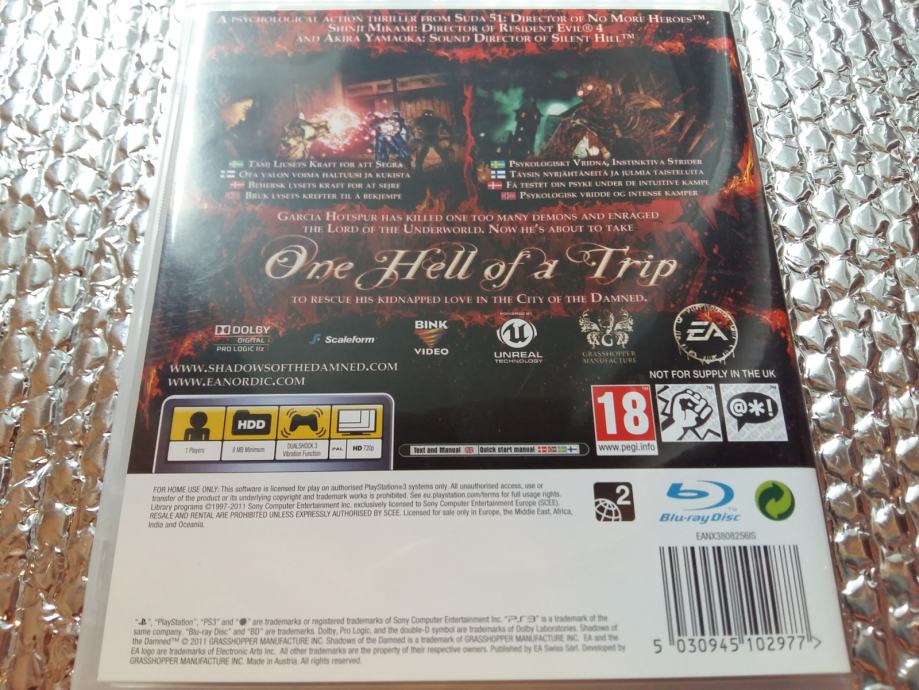 A PSYCHOLOGICAL ACTION THRILLER FROM SUDA 51: DIRECTOR OF NO MORE HEROES™
SHINJI MIKAMI: DIRECTOR OF RESIDENT EVIL® 4
AND AKIRA YAMAOKA: SOUND DIRECTOR OF SILENT HILL™
TÄMJ LJUSETS KRAFT FÖR ATT SEGRA
OTA VALON VOIMA HALTUUSI JA KUKISTA
BEHERSK LYSETS KRAFT FOR AT SEJRE
BRUK LYSETS KREFTER TIL Å BEKJEMPE
PSYKOLOGISKT VRIDNA, INSTINKTIVA STRIDER
TÄYSIN NYRJÄHTÄNEITÄ JA JULMIA TAISTELUITA
FÅ TESTET DIN PSYKE UNDER DE INTUITIVE KAMPE
PSYKOLOGISK VRIDDE OG INTENSE KAMPER
GARCIA HOTSPUR HAS KILLED ONE TOO MANY DEMONS AND ENRAGED
THE LORD OF THE UNDERWORLD. NOW HE'S ABOUT TO TAKE
One Hell of a Trip
TO RESCUE HIS KIDNAPPED LOVE IN THE CITY OF THE DAMNED.
DOLBY
DIGITAL
PRO LOGIC IIz
Scaleform
BINK
VIDEO
POWERED BY
UNREAL
TECHNOLOGY
GRASSHOPPER
MANUFACTURE
EA
WWW.SHADOWSOFTHEDAMNED.COM
WWW.EANORDIC.COM
NOT FOR SUPPLY IN THE UK
18
www.pegi.info
@*!
HDD
1 Players
8 MB Minimum
DUALSHOCK 3
Vibration Function
PAL
HD 720p
Text and Manual
Quick start manual
FOR HOME USE ONLY: This software is licensed for play on authorised PlayStation®3 systems only. All unauthorised access, use or
transfer of the product or its underlying copyright and trademark works is prohibited. See eu.playstation.com/terms for full usage rights.
Library programs ©1997-2011 Sony Computer Entertainment Inc. exclusively licensed to Sony Computer Entertainment Europe (SCEE).
RESALE AND RENTAL ARE PROHIBITED UNLESS EXPRESSLY AUTHORISED BY SCEE. Licensed for sale only in Europe, the Middle East, Africa,
India and Oceania.
2
Blu-ray Disc™
EANX3808256IS
5 030945 102977 >
" ", "PlayStation", "PS3" and " " are trademarks or registered trademarks of Sony Computer Entertainment Inc. "PS3" is a trademark of the
same company. "Blu-ray Disc" and "BD" are trademarks. Dolby, Pro Logic, and the double-D symbol are trademarks of Dolby Laboratories. Shadows of
the Damned™ © 2011 GRASSHOPPER MANUFACTURE INC. Shadows of the Damned is a trademark of GRASSHOPPER MANUFACTURE INC. EA and the
EA logo are trademarks of Electronic Arts Inc. All other trademarks are the property of their respective owners. Published by EA Swiss Sàrl. Developed by
GRASSHOPPER MANUFACTURE INC. Made in Austria. All rights reserved.